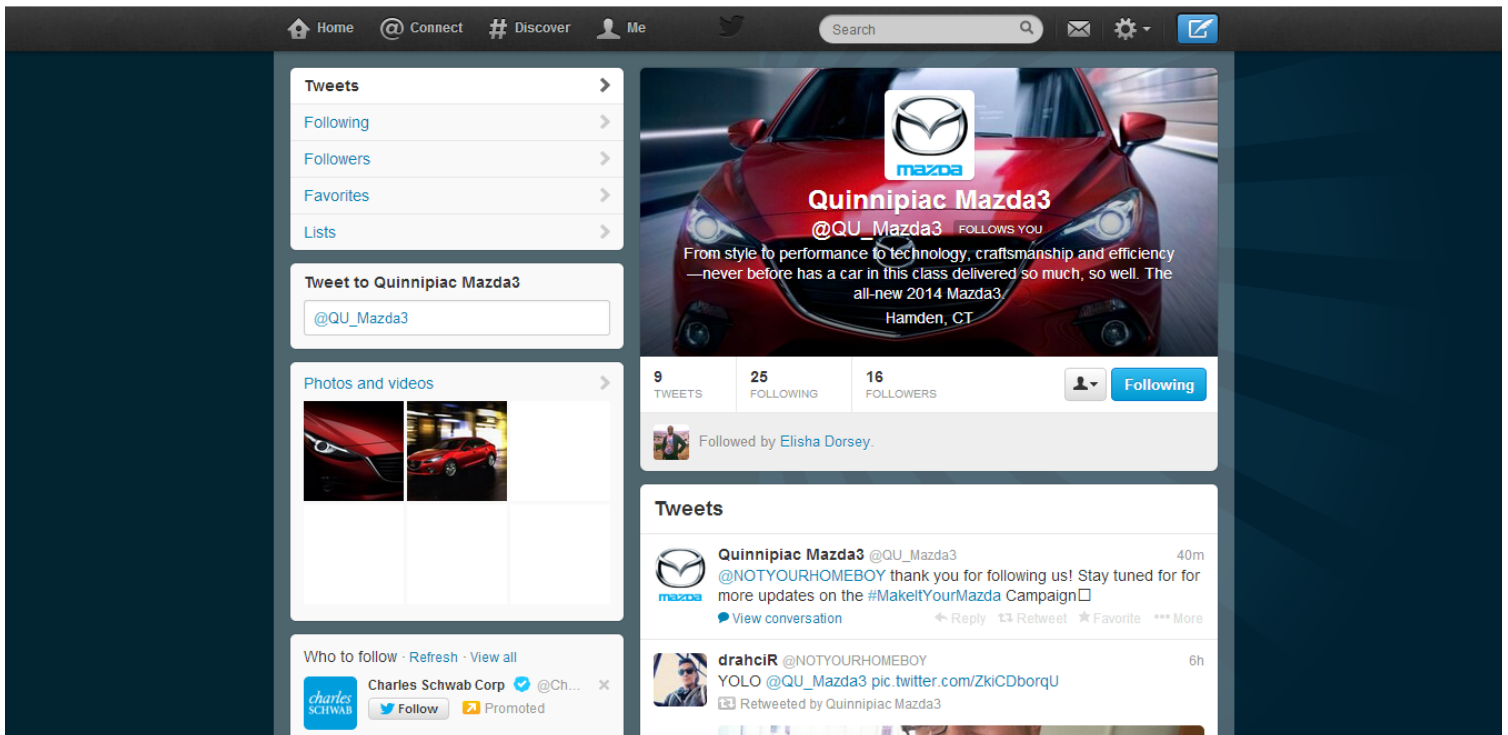 Home
Connect
Discover
Me
Search
Tweets
Following
Followers
Favorites
Lists
Tweet to Quinnipiac Mazda3
@QU_Mazda3
Photos and videos
Who to follow · Refresh · View all
Charles Schwab Corp @Ch...
charles
SCHWAB
Follow
Promoted
mazda
Quinnipiac Mazda3
@QU_Mazda3 FOLLOWS YOU
From style to performance to technology, craftsmanship and efficiency
—never before has a car in this class delivered so much, so well. The
all-new 2014 Mazda3.
Hamden, CT
9 25 16
TWEETS FOLLOWING FOLLOWERS
Following
Followed by Elisha Dorsey.
Tweets
mazda
Quinnipiac Mazda3 @QU_Mazda3 40m
@NOTYOURHOMEBOY thank you for following us! Stay tuned for for
more updates on the #MakeItYourMazda Campaign□
View conversation Reply Retweet Favorite More
drahciR @NOTYOURHOMEBOY 6h
YOLO @QU_Mazda3 pic.twitter.com/ZkiCDborqU
Retweeted by Quinnipiac Mazda3